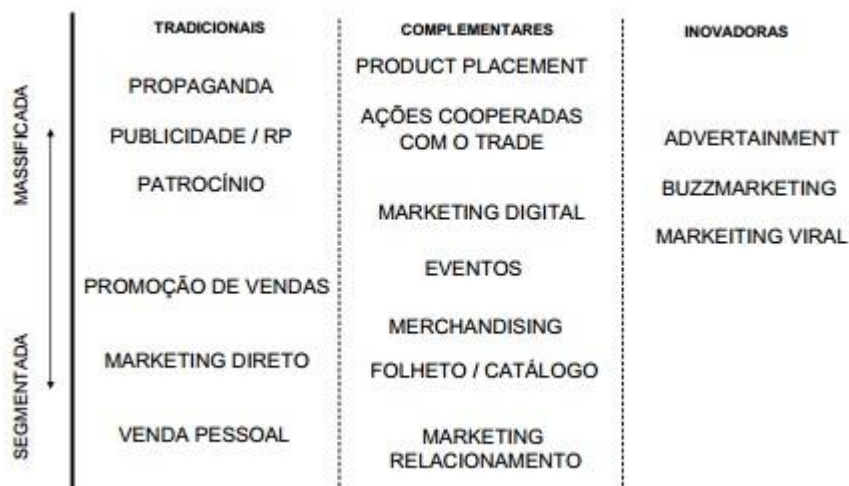 TRADICIONAIS
COMPLEMENTARES
INOVADORAS
MASSIFICADA
SEGMENTADA
PROPAGANDA
PUBLICIDADE / RP
PATROCÍNIO
PROMOÇÃO DE VENDAS
MARKETING DIRETO
VENDA PESSOAL
PRODUCT PLACEMENT
AÇÕES COOPERADAS
COM O TRADE
MARKETING DIGITAL
EVENTOS
MERCHANDISING
FOLHETO / CATÁLOGO
MARKETING
RELACIONAMENTO
ADVERTAINMENT
BUZZMARKETING
MARKEITING VIRAL